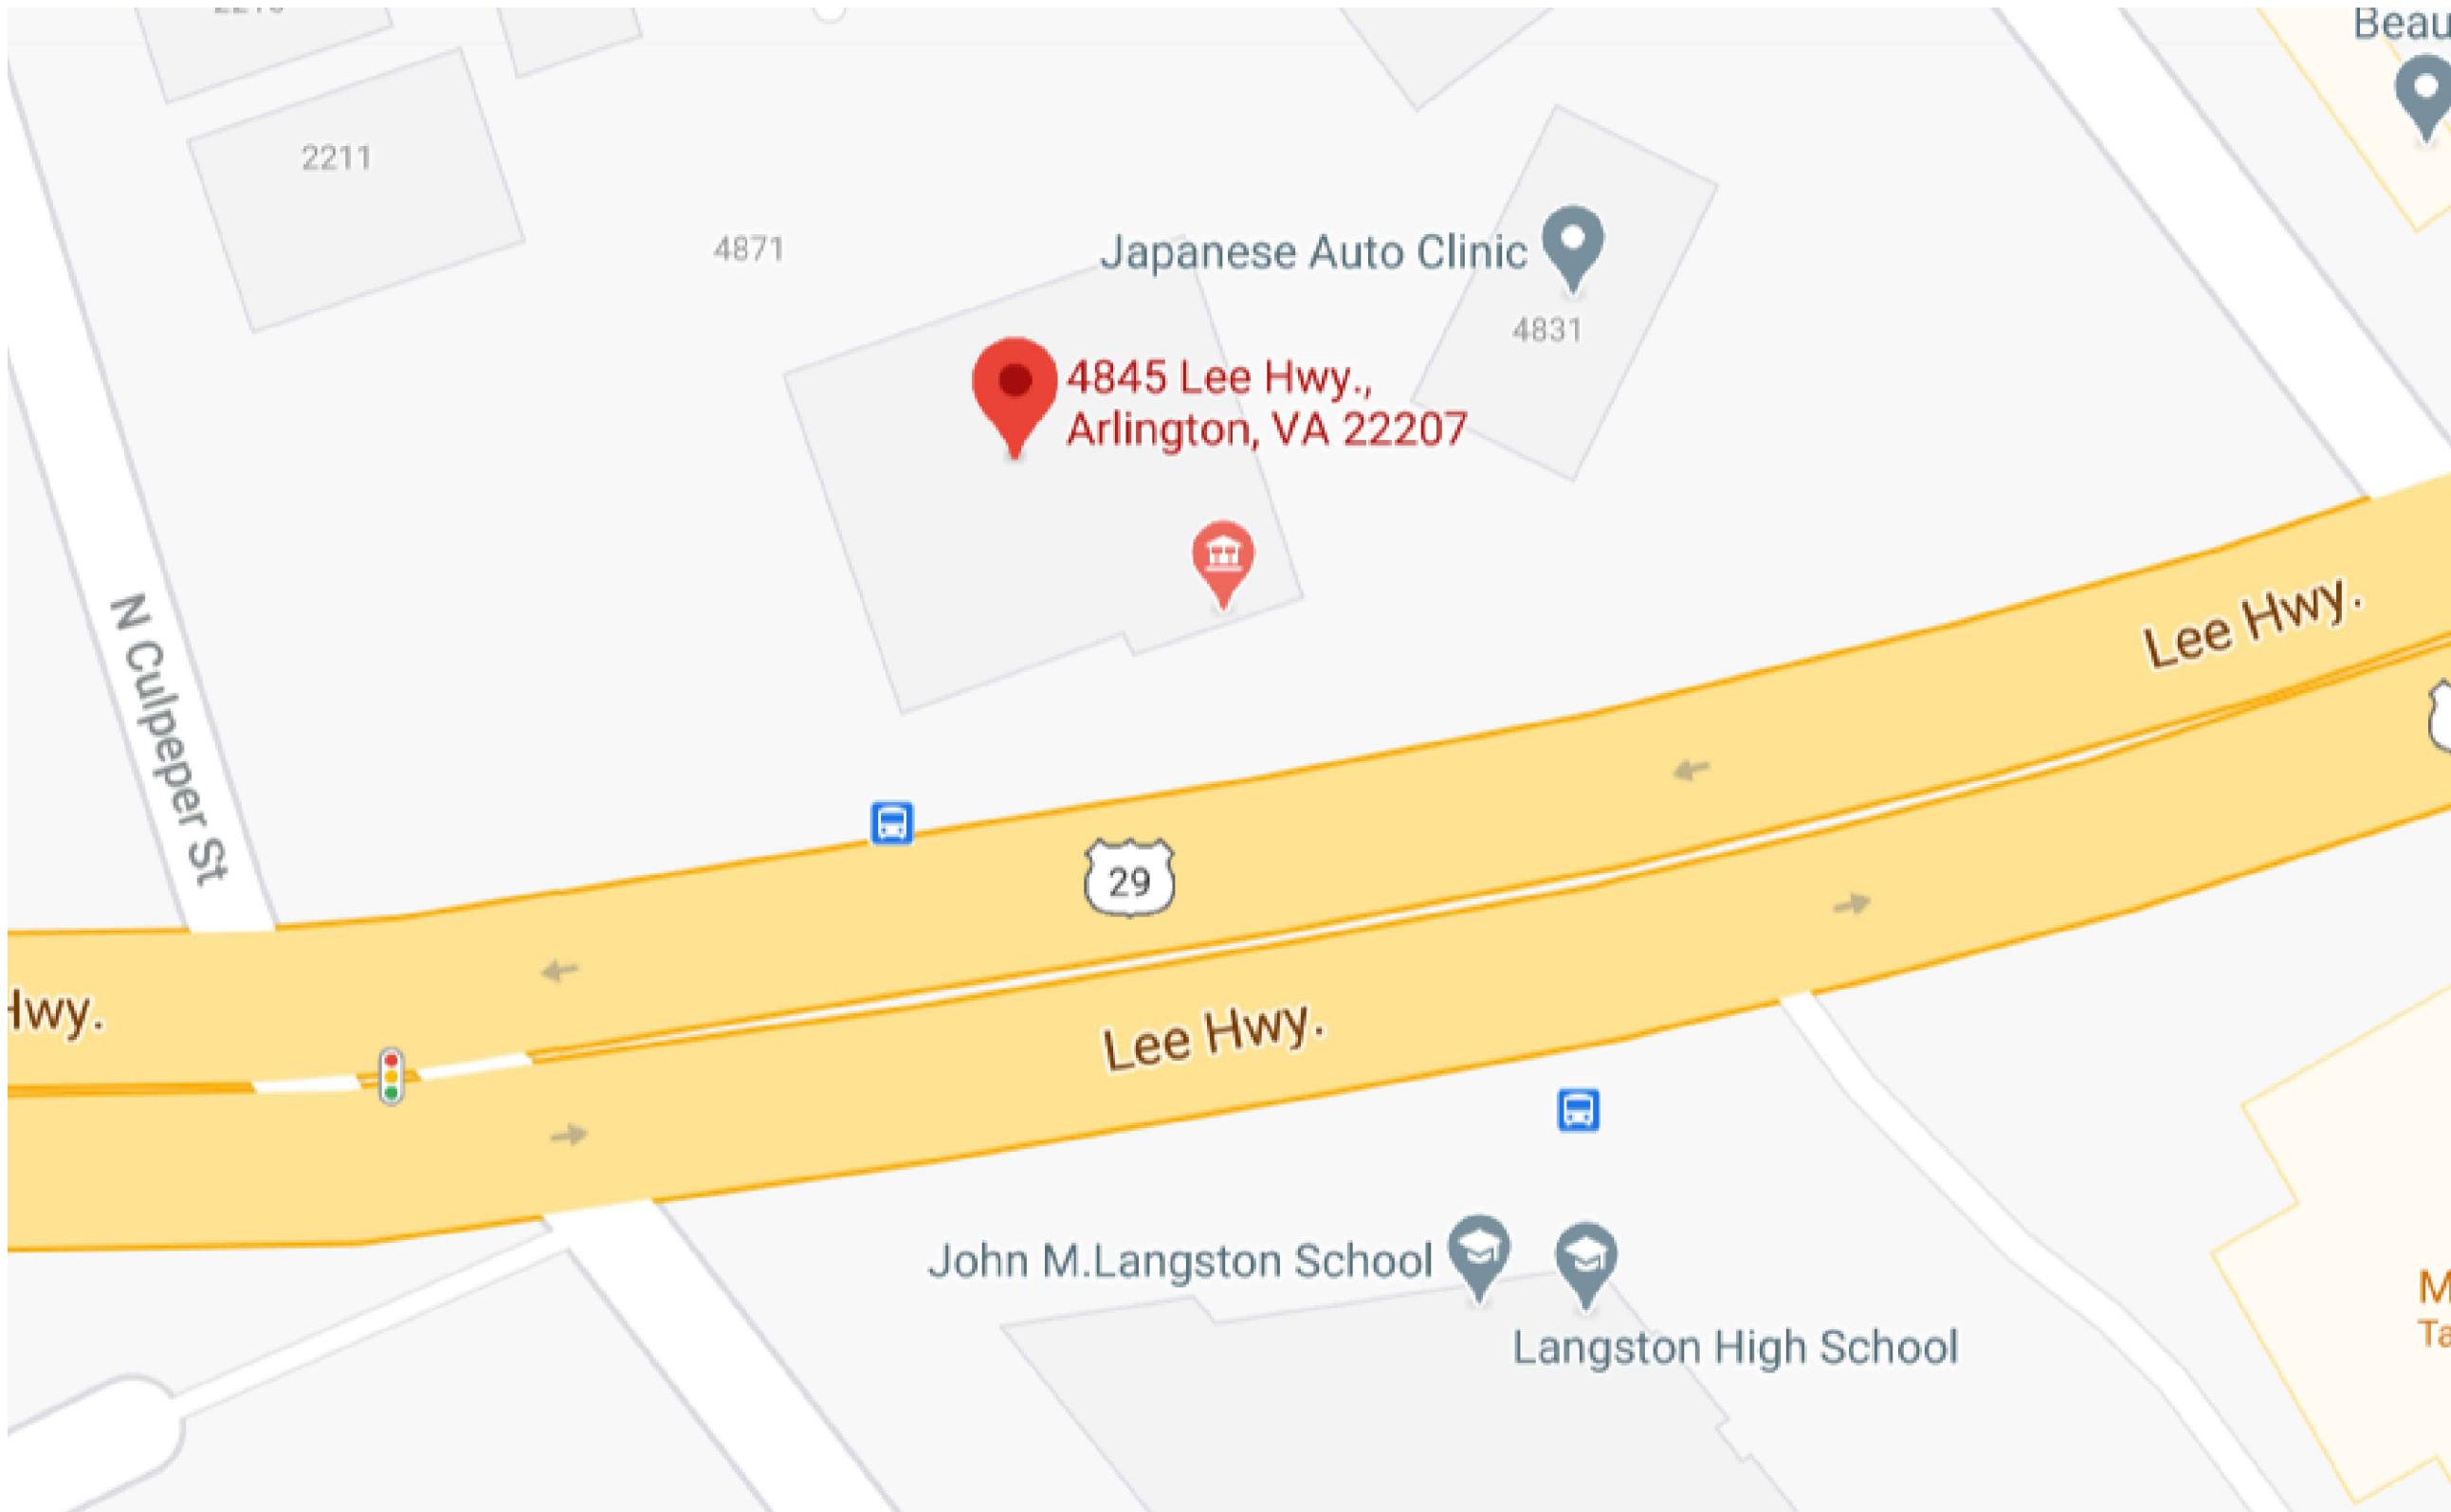 Beau
2211
4871
Japanese Auto Clinic
4831
4845 Lee Hwy.,
Arlington, VA 22207
N Culpeper St
Lee Hwy.
29
Hwy.
Lee Hwy.
John M.Langston School
Langston High School
M
Ta